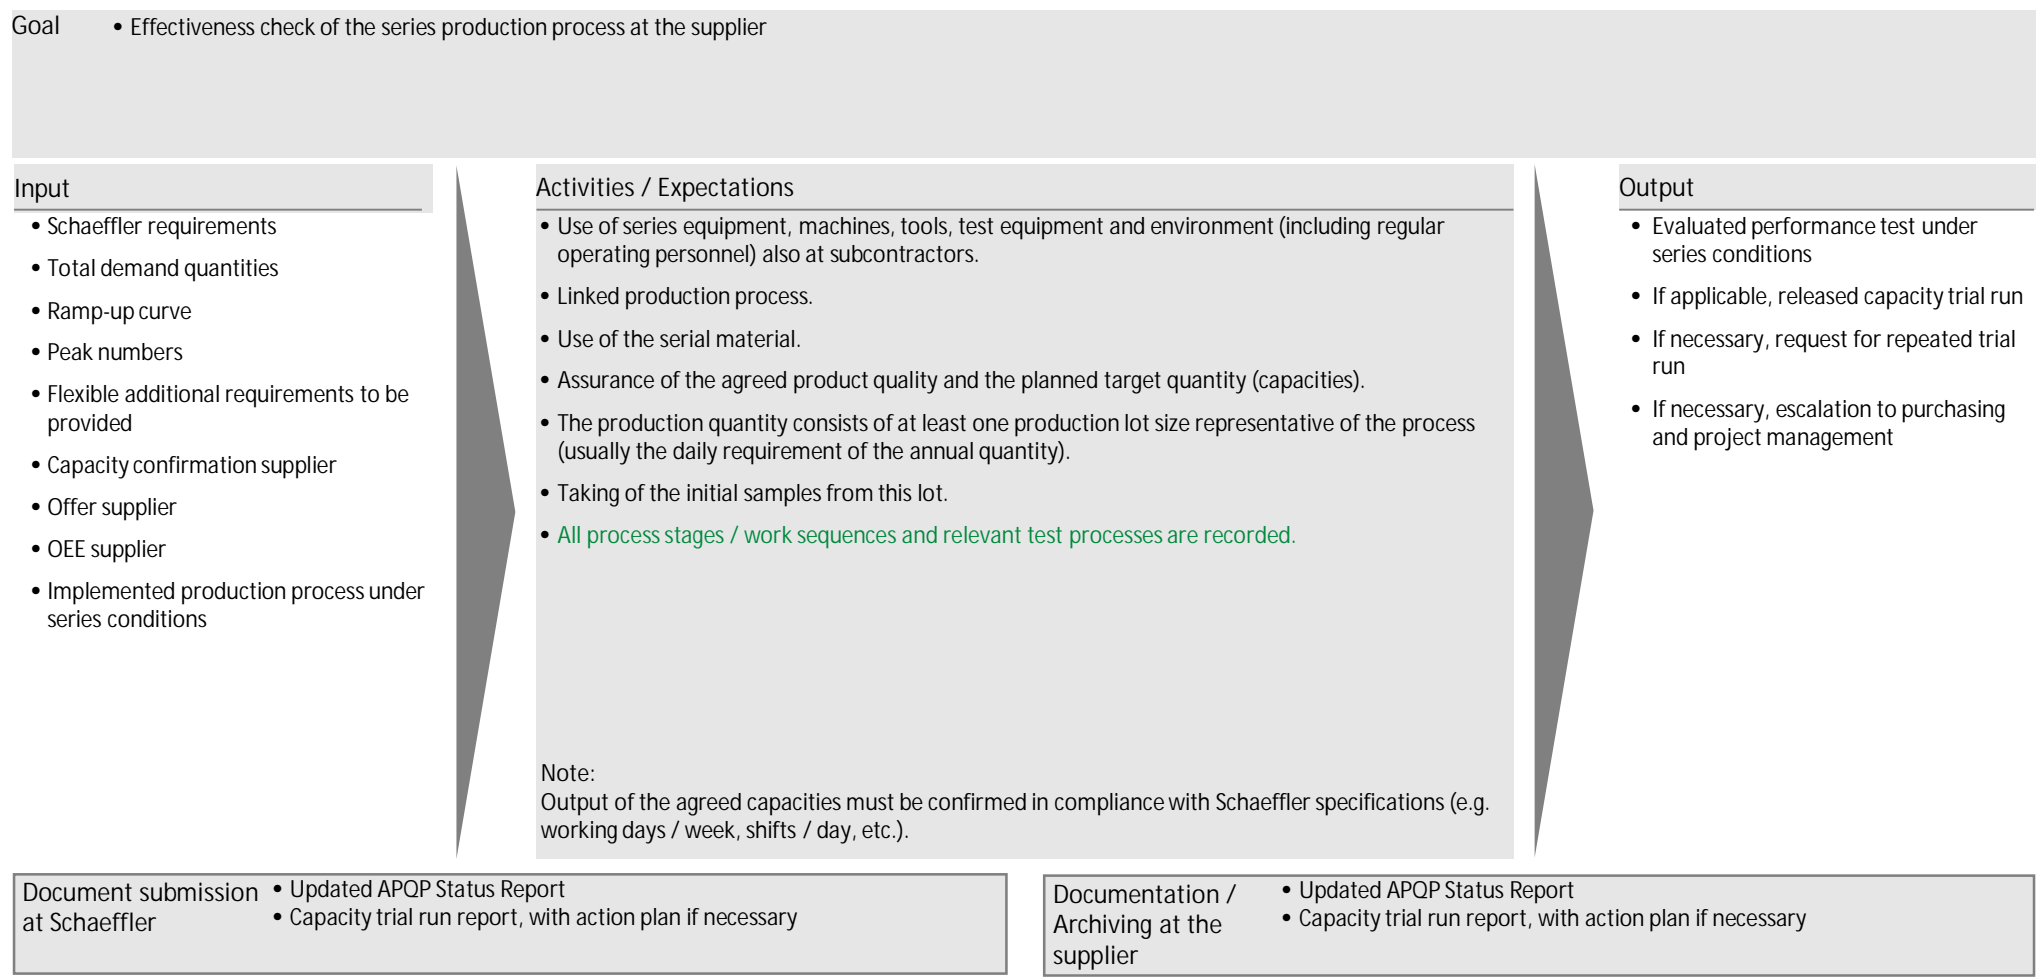 Goal
• Effectiveness check of the series production process at the supplier
Input
• Schaeffler requirements
• Total demand quantities
• Ramp-up curve
• Peak numbers
• Flexible additional requirements to be
provided
• Capacity confirmation supplier
• Offer supplier
• OEE supplier
• Implemented production process under
series conditions
Activities / Expectations
• Use of series equipment, machines, tools, test equipment and environment (including regular
operating personnel) also at subcontractors.
• Linked production process.
• Use of the serial material.
• Assurance of the agreed product quality and the planned target quantity (capacities).
• The production quantity consists of at least one production lot size representative of the process
(usually the daily requirement of the annual quantity).
• Taking of the initial samples from this lot.
• All process stages / work sequences and relevant test processes are recorded.
Note:
Output of the agreed capacities must be confirmed in compliance with Schaeffler specifications (e.g.
working days / week, shifts / day, etc.).
Output
• Evaluated performance test under
series conditions
• If applicable, released capacity trial run
• If necessary, request for repeated trial
run
• If necessary, escalation to purchasing
and project management
Document submission
at Schaeffler
• Updated APQP Status Report
• Capacity trial run report, with action plan if necessary
Documentation /
Archiving at the
supplier
• Updated APQP Status Report
• Capacity trial run report, with action plan if necessary